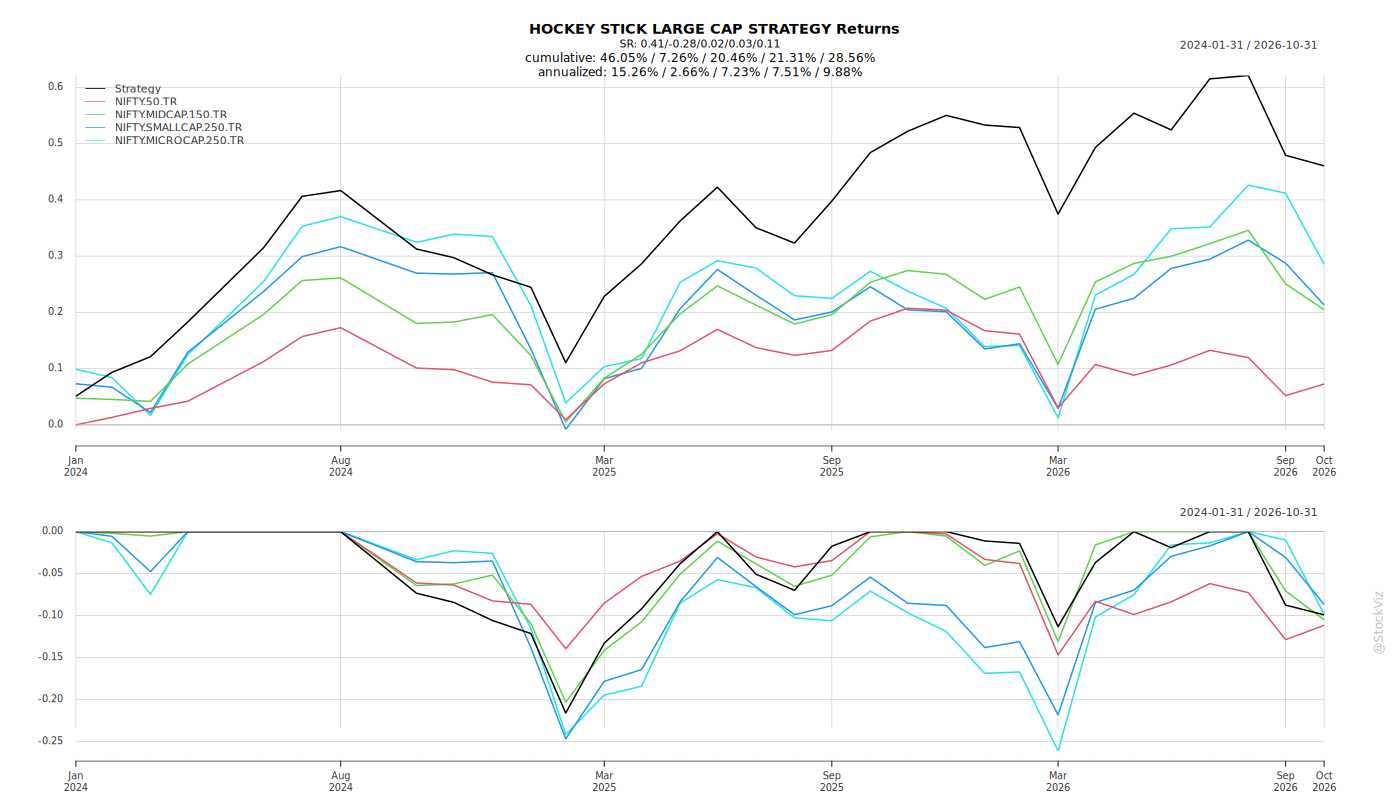 HOCKEY STICK LARGE CAP STRATEGY Returns
SR: 0.41/-0.28/0.02/0.03/0.11
cumulative: 46.05% / 7.26% / 20.46% / 21.31% / 28.56%
annualized: 15.26% / 2.66% / 7.23% / 7.51% / 9.88%
2024-01-31 / 2026-10-31
Strategy
NIFTY.50.TR
NIFTY.MIDCAP.150.TR
NIFTY.SMALLCAP.250.TR
NIFTY.MICROCAP.250.TR
0.6
0.5
0.4
0.3
0.2
0.1
0.0
Jan 2024
Aug 2024
Mar 2025
Sep 2025
Mar 2026
Sep 2026
Oct 2026
2024-01-31 / 2026-10-31
0.00
-0.05
-0.10
-0.15
-0.20
-0.25
Jan 2024
Aug 2024
Mar 2025
Sep 2025
Mar 2026
Sep 2026
Oct 2026
@StockViz